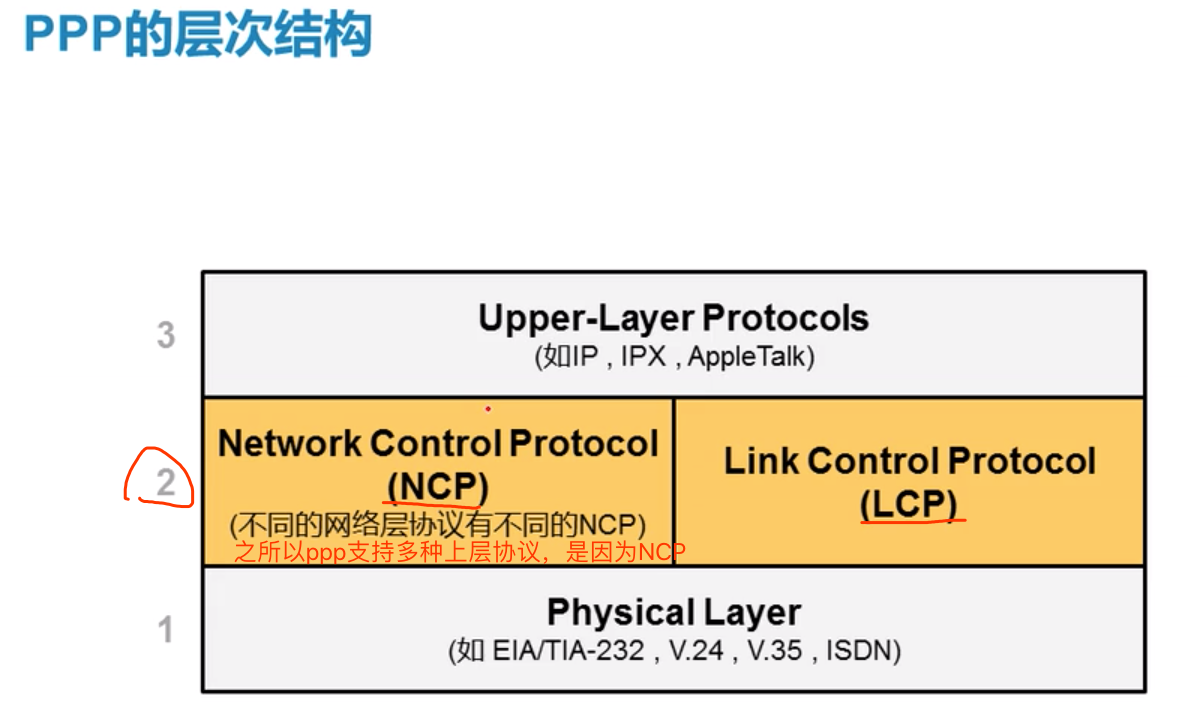 PPP的层次结构
3
Upper-Layer Protocols
(如IP , IPX , AppleTalk)
2
Network Control Protocol
(NCP)
(不同的网络层协议有不同的NCP)
之所以ppp支持多种上层协议，是因为NCP
Link Control Protocol
(LCP)
1
Physical Layer
(如 EIA/TIA-232 , V.24 , V.35 , ISDN)